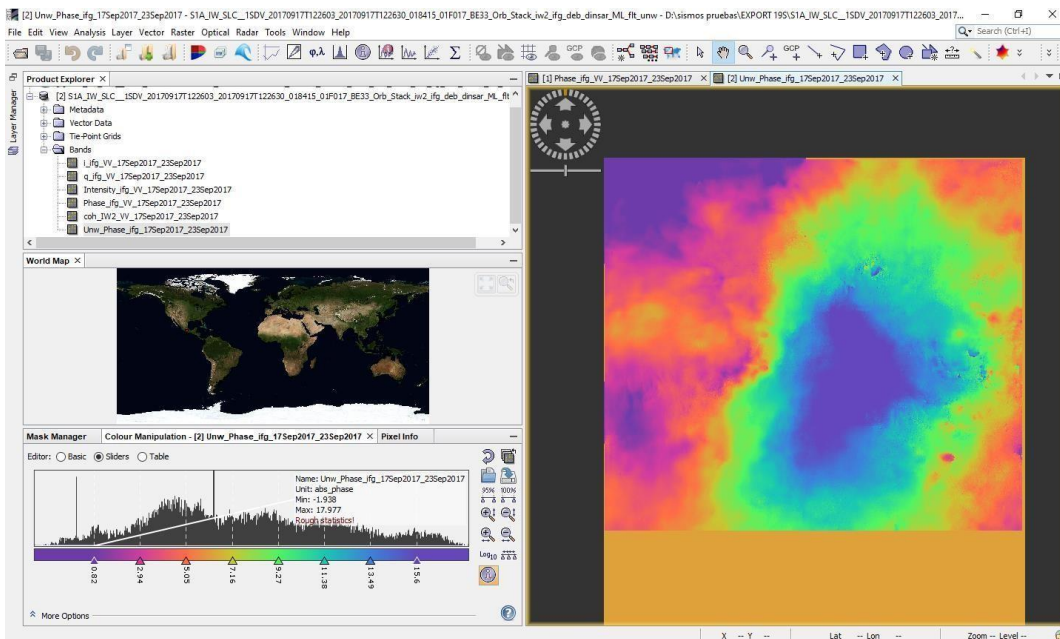 [2] Unw_Phase_ifg_17Sep2017_23Sep2017 - S1A_IW_SLC__1SDV_20170917T122603_20170917T122630_018415_01F017_BE33_Orb_Stack_iw2_ifg_deb_dinsar_ML_flt_unw - D:\sismos pruebas\EXPORT 19S\S1A_IW_SLC__1SDV_20170917T122603_2017...
File Edit View Analysis Layer Vector Raster Optical Radar Tools Window Help
Search (Ctrl+I)
GCP
GCP
Layer Manager
Product Explorer
[1] Phase_ifg_VV_17Sep2017_23Sep2017
[2] Unw_Phase_ifg_17Sep2017_23Sep2017
[2] S1A_IW_SLC__1SDV_20170917T122603_20170917T122630_018415_01F017_BE33_Orb_Stack_iw2_ifg_deb_dinsar_ML_flt
Metadata
Vector Data
Tie-Point Grids
Bands
i_ifg_VV_17Sep2017_23Sep2017
q_ifg_VV_17Sep2017_23Sep2017
Intensity_ifg_VV_17Sep2017_23Sep2017
Phase_ifg_VV_17Sep2017_23Sep2017
coh_IW2_VV_17Sep2017_23Sep2017
Unw_Phase_ifg_17Sep2017_23Sep2017
World Map
Mask Manager
Colour Manipulation - [2] Unw_Phase_ifg_17Sep2017_23Sep2017
Pixel Info
Editor: Basic Sliders Table
Name: Unw_Phase_ifg_17Sep2017_23Sep2017
Unit: abs_phase
Min: -1.938
Max: 17.977
Rough statistics!
95% 100%
Log10
0.82 2.94 5.05 7.16 9.27 11.38 13.49 15.6
More Options
X -- Y -- Lat -- Lon -- Zoom -- Level --